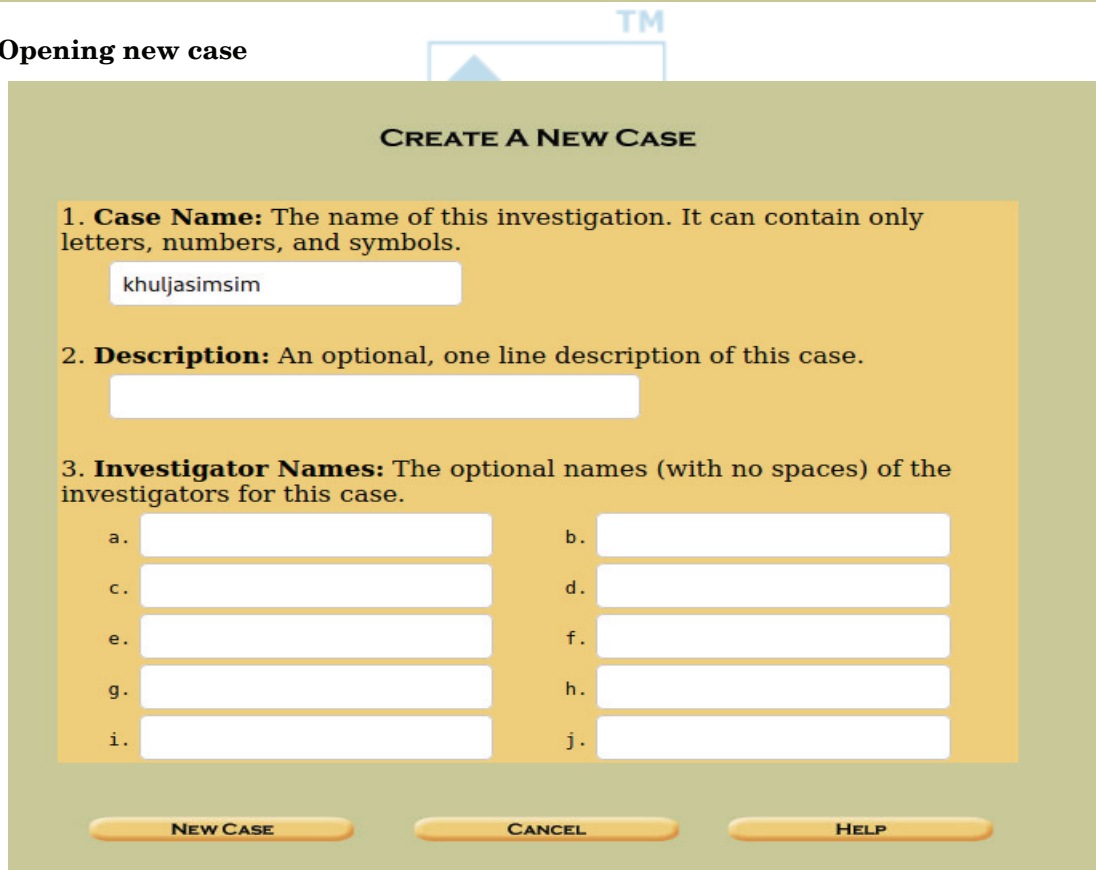 TM
Opening new case
CREATE A NEW CASE
1. Case Name: The name of this investigation. It can contain only
letters, numbers, and symbols.
khuljasimsim
2. Description: An optional, one line description of this case.
3. Investigator Names: The optional names (with no spaces) of the
investigators for this case.
a. b.
c. d.
e. f.
g. h.
i. j.
NEW CASE CANCEL HELP